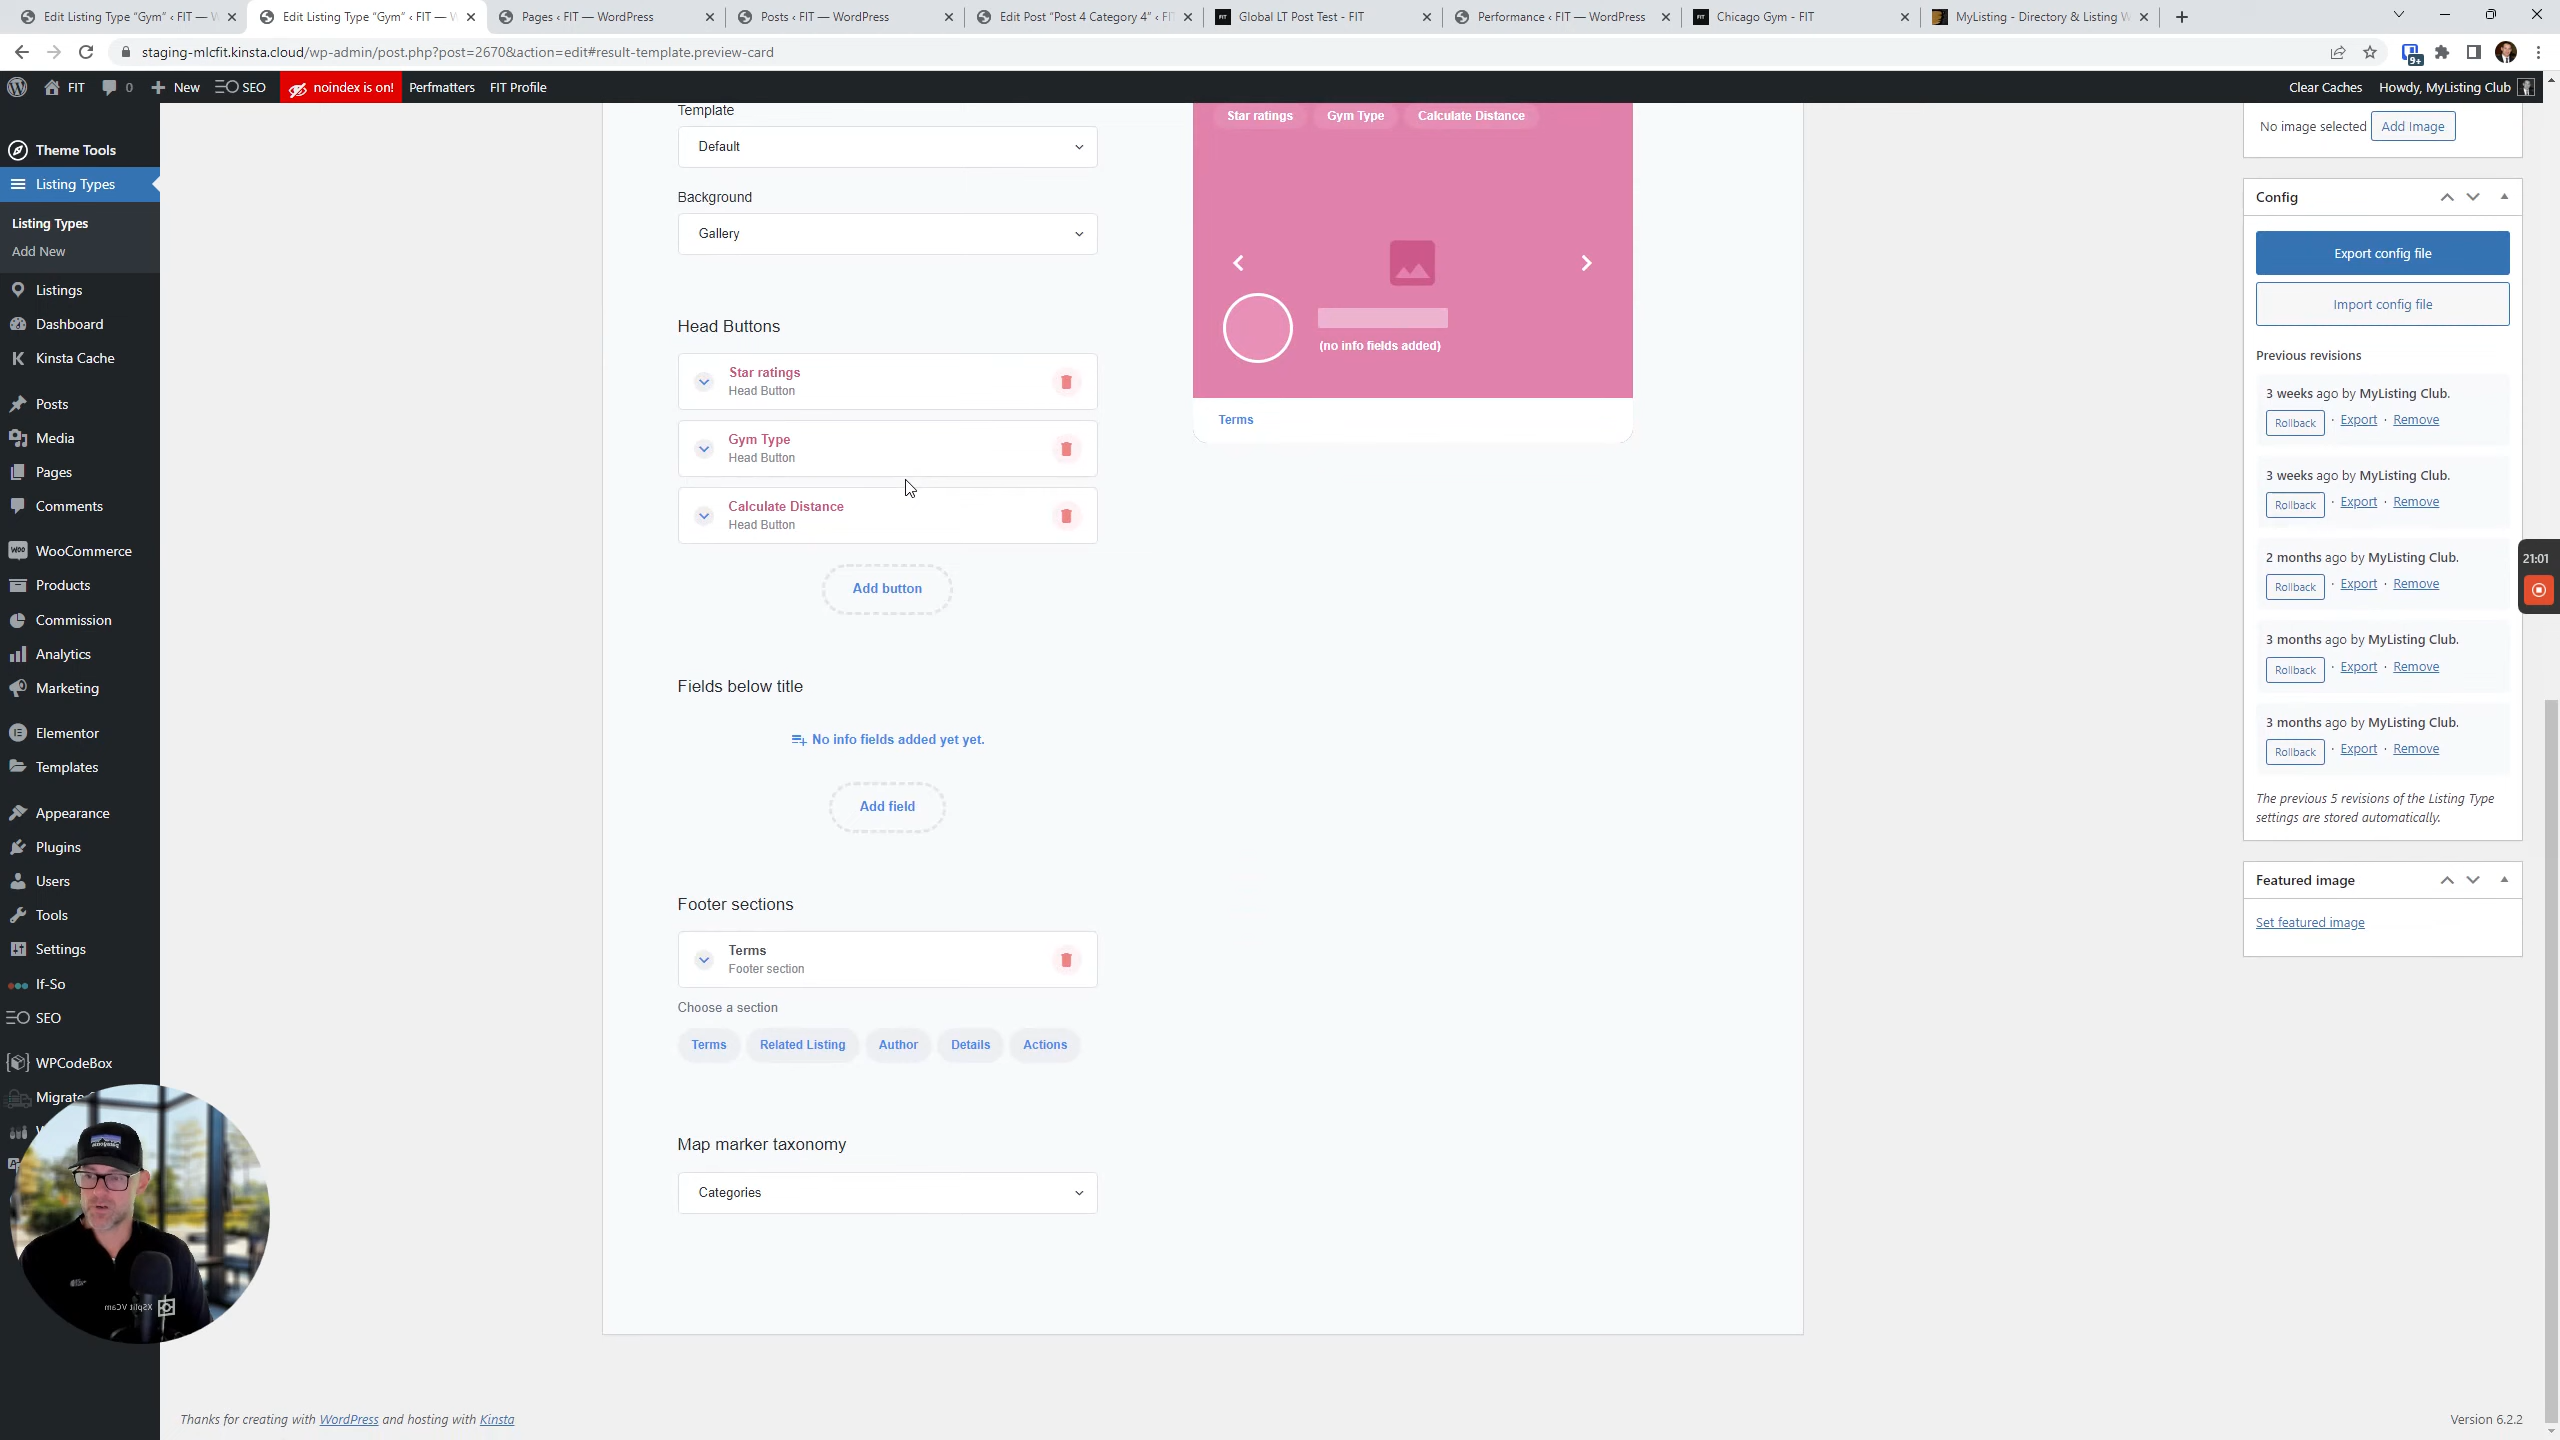 Edit Listing Type "Gym" ‹ FIT — W
Edit Listing Type "Gym" ‹ FIT — W
Pages ‹ FIT — WordPress
Posts ‹ FIT — WordPress
Edit Post "Post 4 Category 4" ‹ FI
Global LT Post Test - FIT
Performance ‹ FIT — WordPress
Chicago Gym - FIT
MyListing - Directory & Listing W
staging-mlcfit.kinsta.cloud/wp-admin/post.php?post=2670&action=edit#result-template.preview-card
9+
FIT
0
New
SEO
noindex is on!
Perfmatters
FIT Profile
Clear Caches
Howdy, MyListing Club
Theme Tools
Listing Types
Listing Types
Add New
Listings
Dashboard
Kinsta Cache
Posts
Media
Pages
Comments
WooCommerce
Products
Commission
Analytics
Marketing
Elementor
Templates
Appearance
Plugins
Users
Tools
Settings
If-So
SEO
WPCodeBox
Migrate
XSplit VCam
Template
Default
Background
Gallery
Head Buttons
Star ratings
Head Button
Gym Type
Head Button
Calculate Distance
Head Button
Add button
Fields below title
No info fields added yet yet.
Add field
Footer sections
Terms
Footer section
Choose a section
Terms
Related Listing
Author
Details
Actions
Map marker taxonomy
Categories
Star ratings
Gym Type
Calculate Distance
(no info fields added)
Terms
No image selected
Add Image
Config
Export config file
Import config file
Previous revisions
3 weeks ago by MyListing Club.
Rollback · Export · Remove
3 weeks ago by MyListing Club.
Rollback · Export · Remove
2 months ago by MyListing Club.
Rollback · Export · Remove
3 months ago by MyListing Club.
Rollback · Export · Remove
3 months ago by MyListing Club.
Rollback · Export · Remove
The previous 5 revisions of the Listing Type
settings are stored automatically.
Featured image
Set featured image
21:01
Thanks for creating with WordPress and hosting with Kinsta
Version 6.2.2